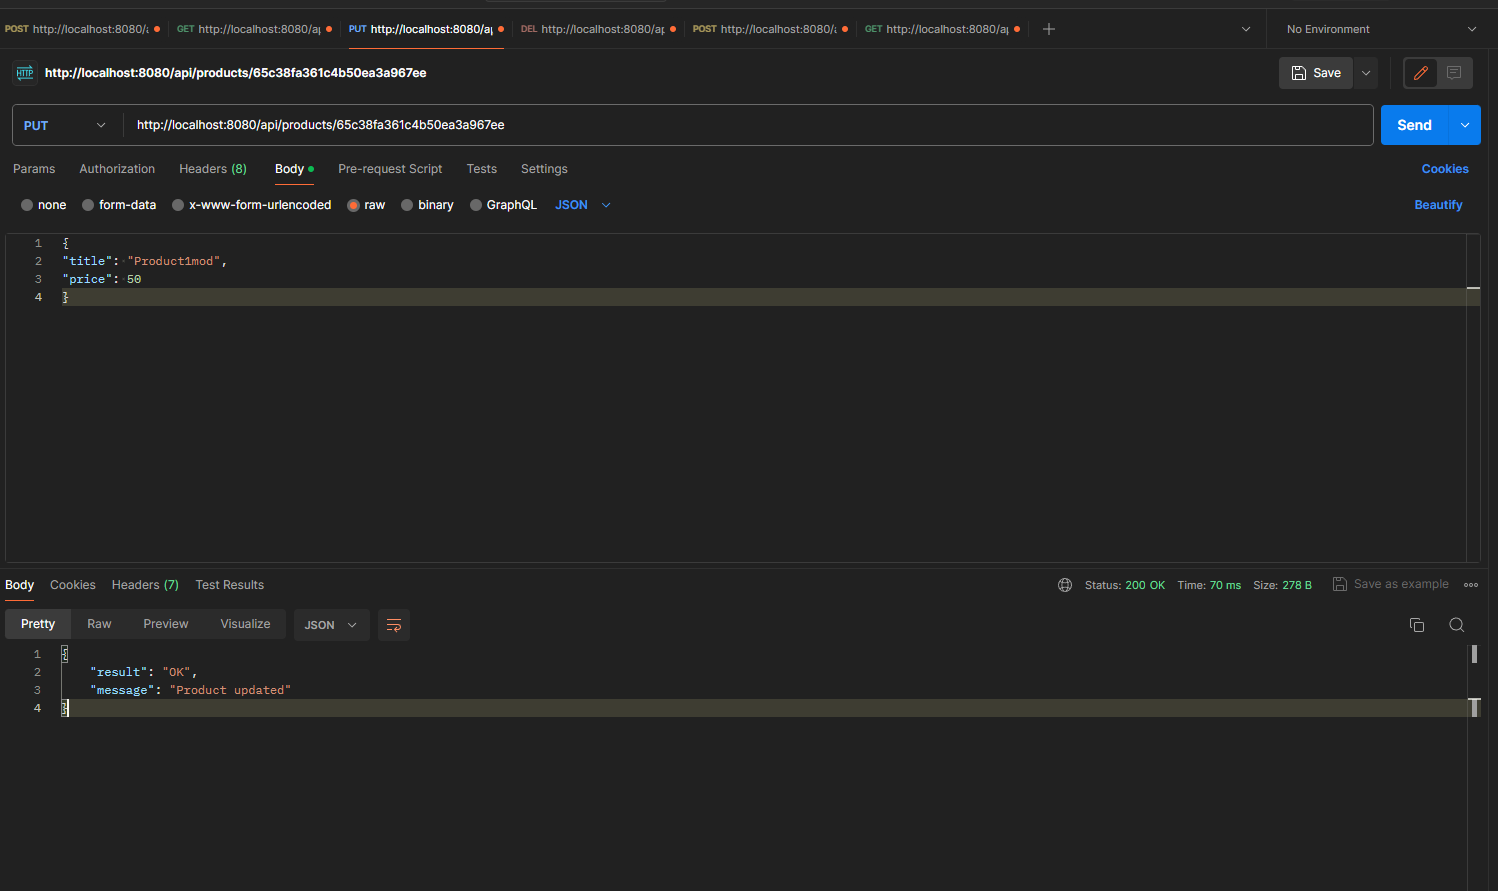 POST http://localhost:8080/a GET http://localhost:8080/ap PUT http://localhost:8080/ap DEL http://localhost:8080/ap POST http://localhost:8080/a GET http://localhost:8080/ap No Environment
HTTP http://localhost:8080/api/products/65c38fa361c4b50ea3a967ee Save
PUT http://localhost:8080/api/products/65c38fa361c4b50ea3a967ee Send
Params Authorization Headers (8) Body Pre-request Script Tests Settings Cookies
none form-data x-www-form-urlencoded raw binary GraphQL JSON Beautify
1 {
2 "title": "Product1mod",
3 "price": 50
4 }
Body Cookies Headers (7) Test Results Status: 200 OK Time: 70 ms Size: 278 B Save as example
Pretty Raw Preview Visualize JSON
1 {
2 "result": "OK",
3 "message": "Product updated"
4 }